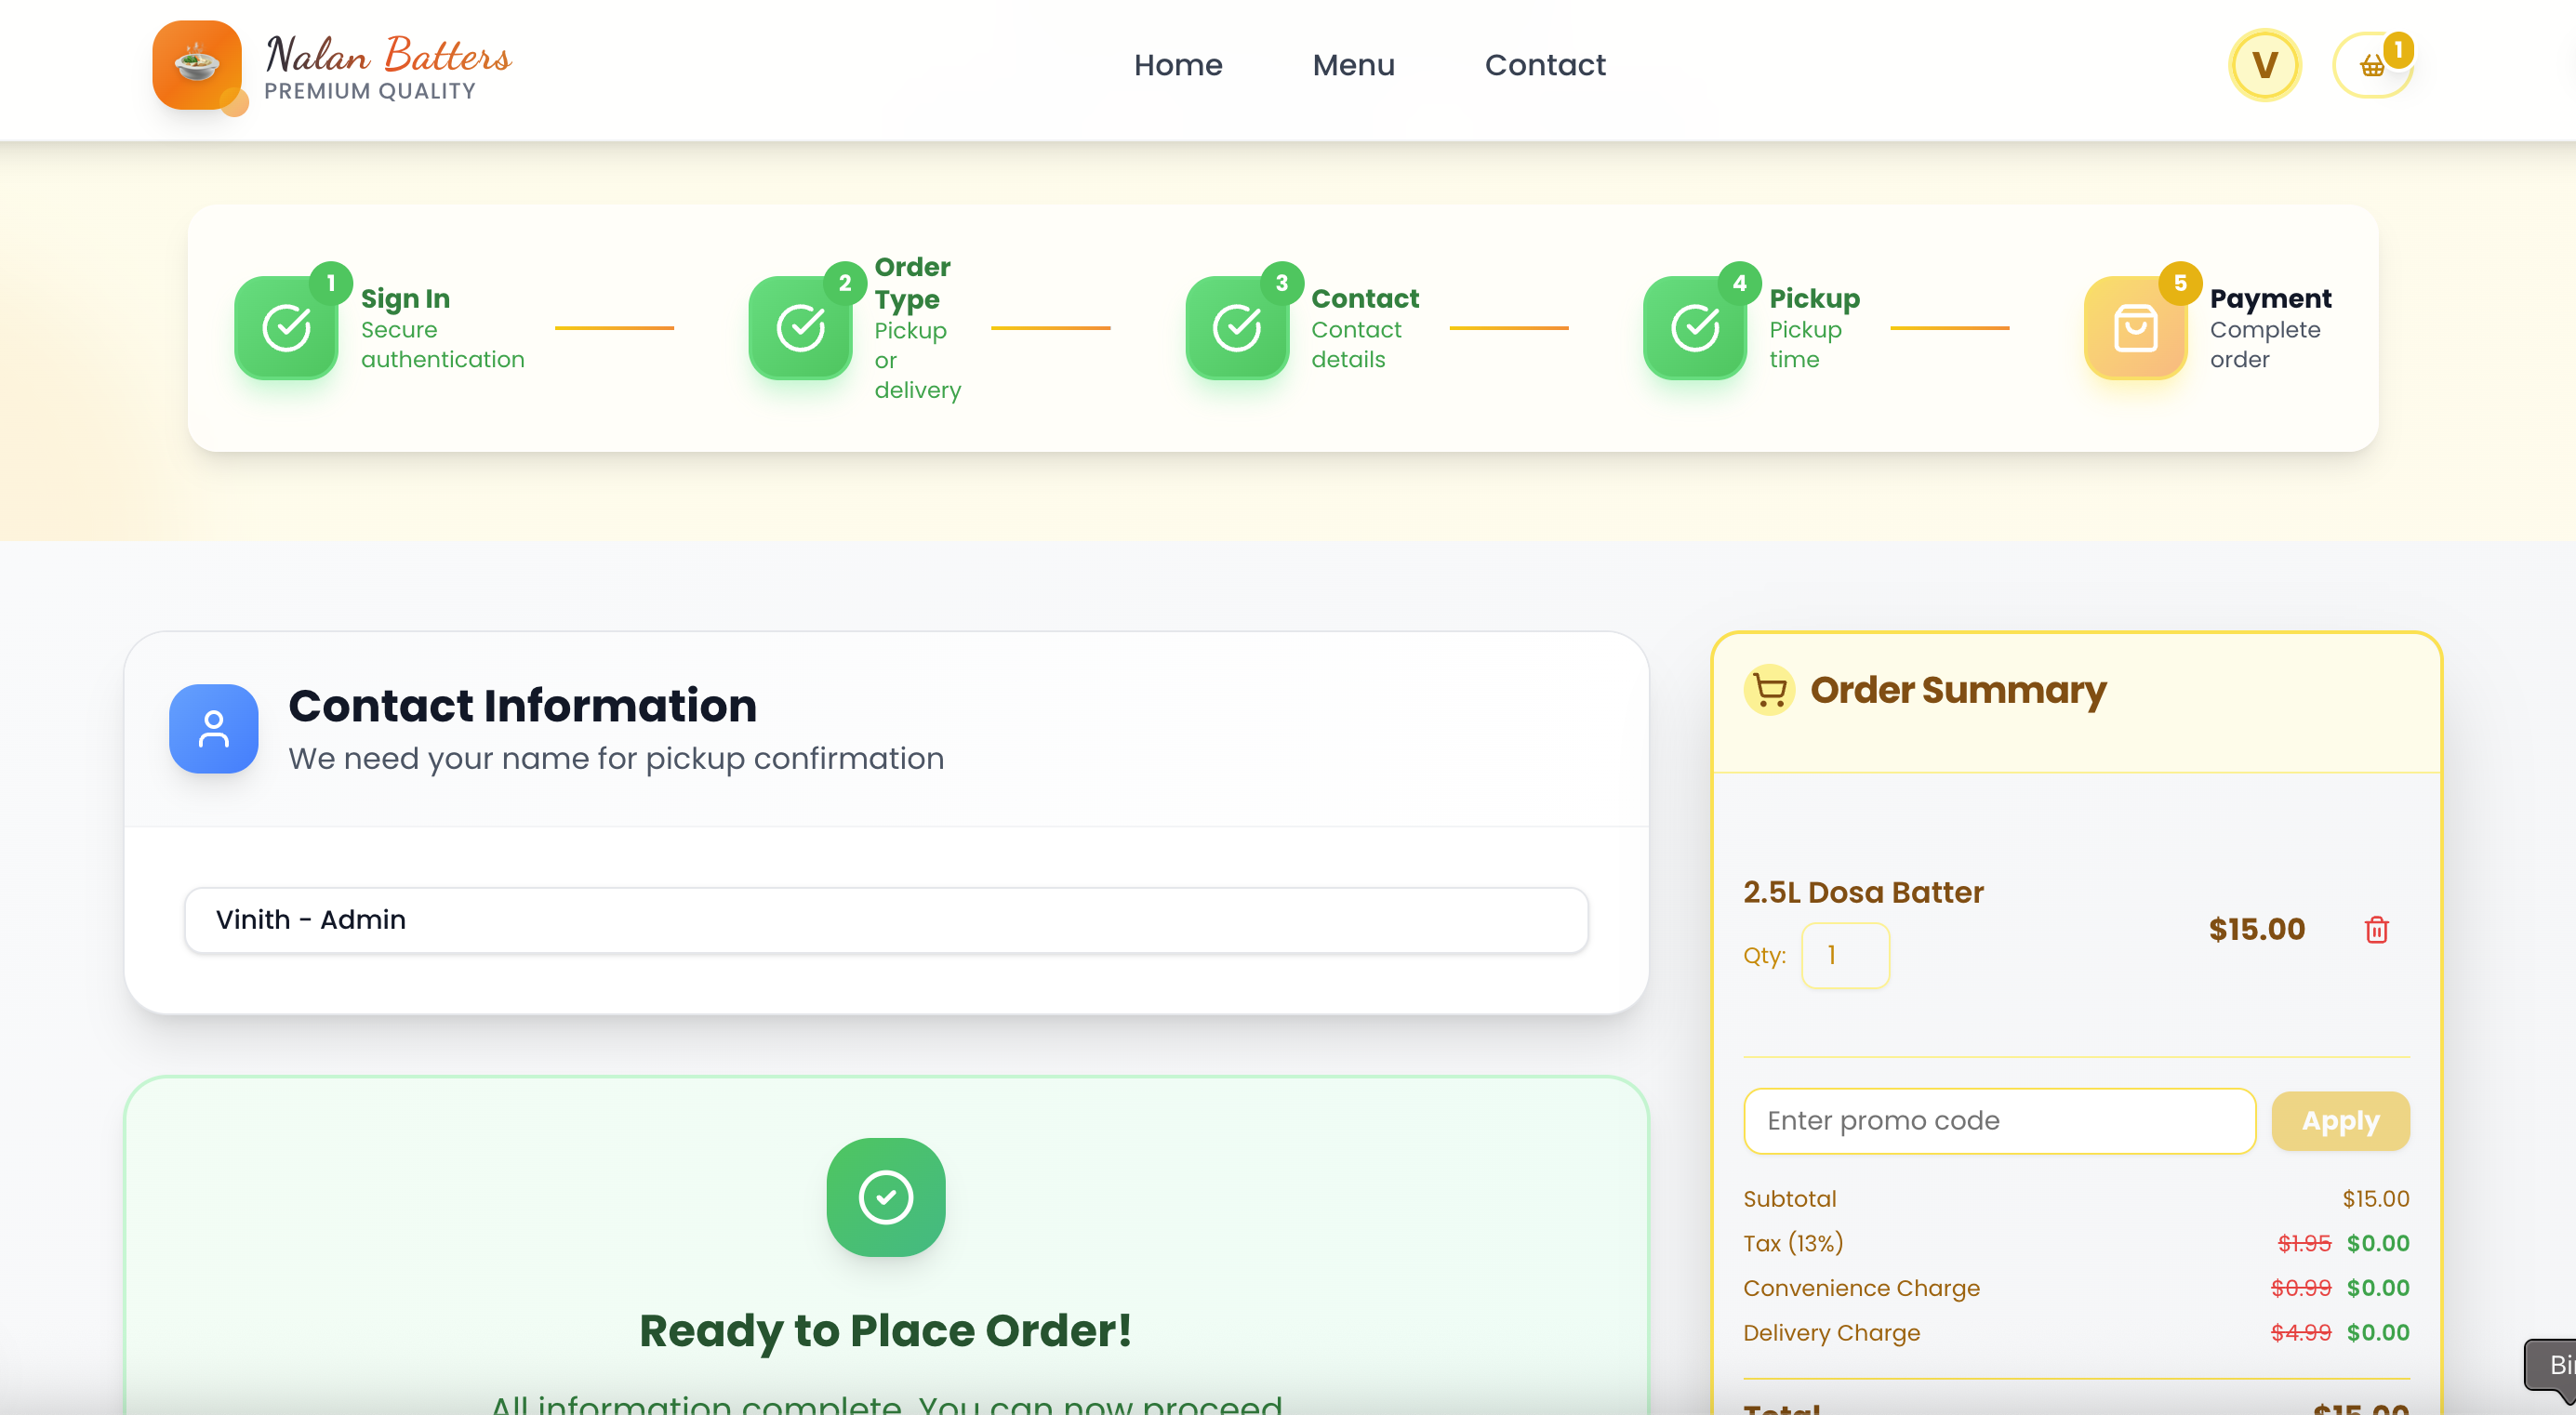 Nalan Batters
PREMIUM QUALITY
Home
Menu
Contact
V
1
1
Sign In
Secure
authentication
2
Order
Type
Pickup
or
delivery
3
Contact
Contact
details
4
Pickup
Pickup
time
5
Payment
Complete
order
Contact Information
We need your name for pickup confirmation
Vinith - Admin
Ready to Place Order!
All information complete. You can now proceed
Order Summary
2.5L Dosa Batter
Qty: 1
$15.00
Enter promo code
Apply
Subtotal $15.00
Tax (13%) $1.95 $0.00
Convenience Charge $0.99 $0.00
Delivery Charge $4.99 $0.00
Total $15.00